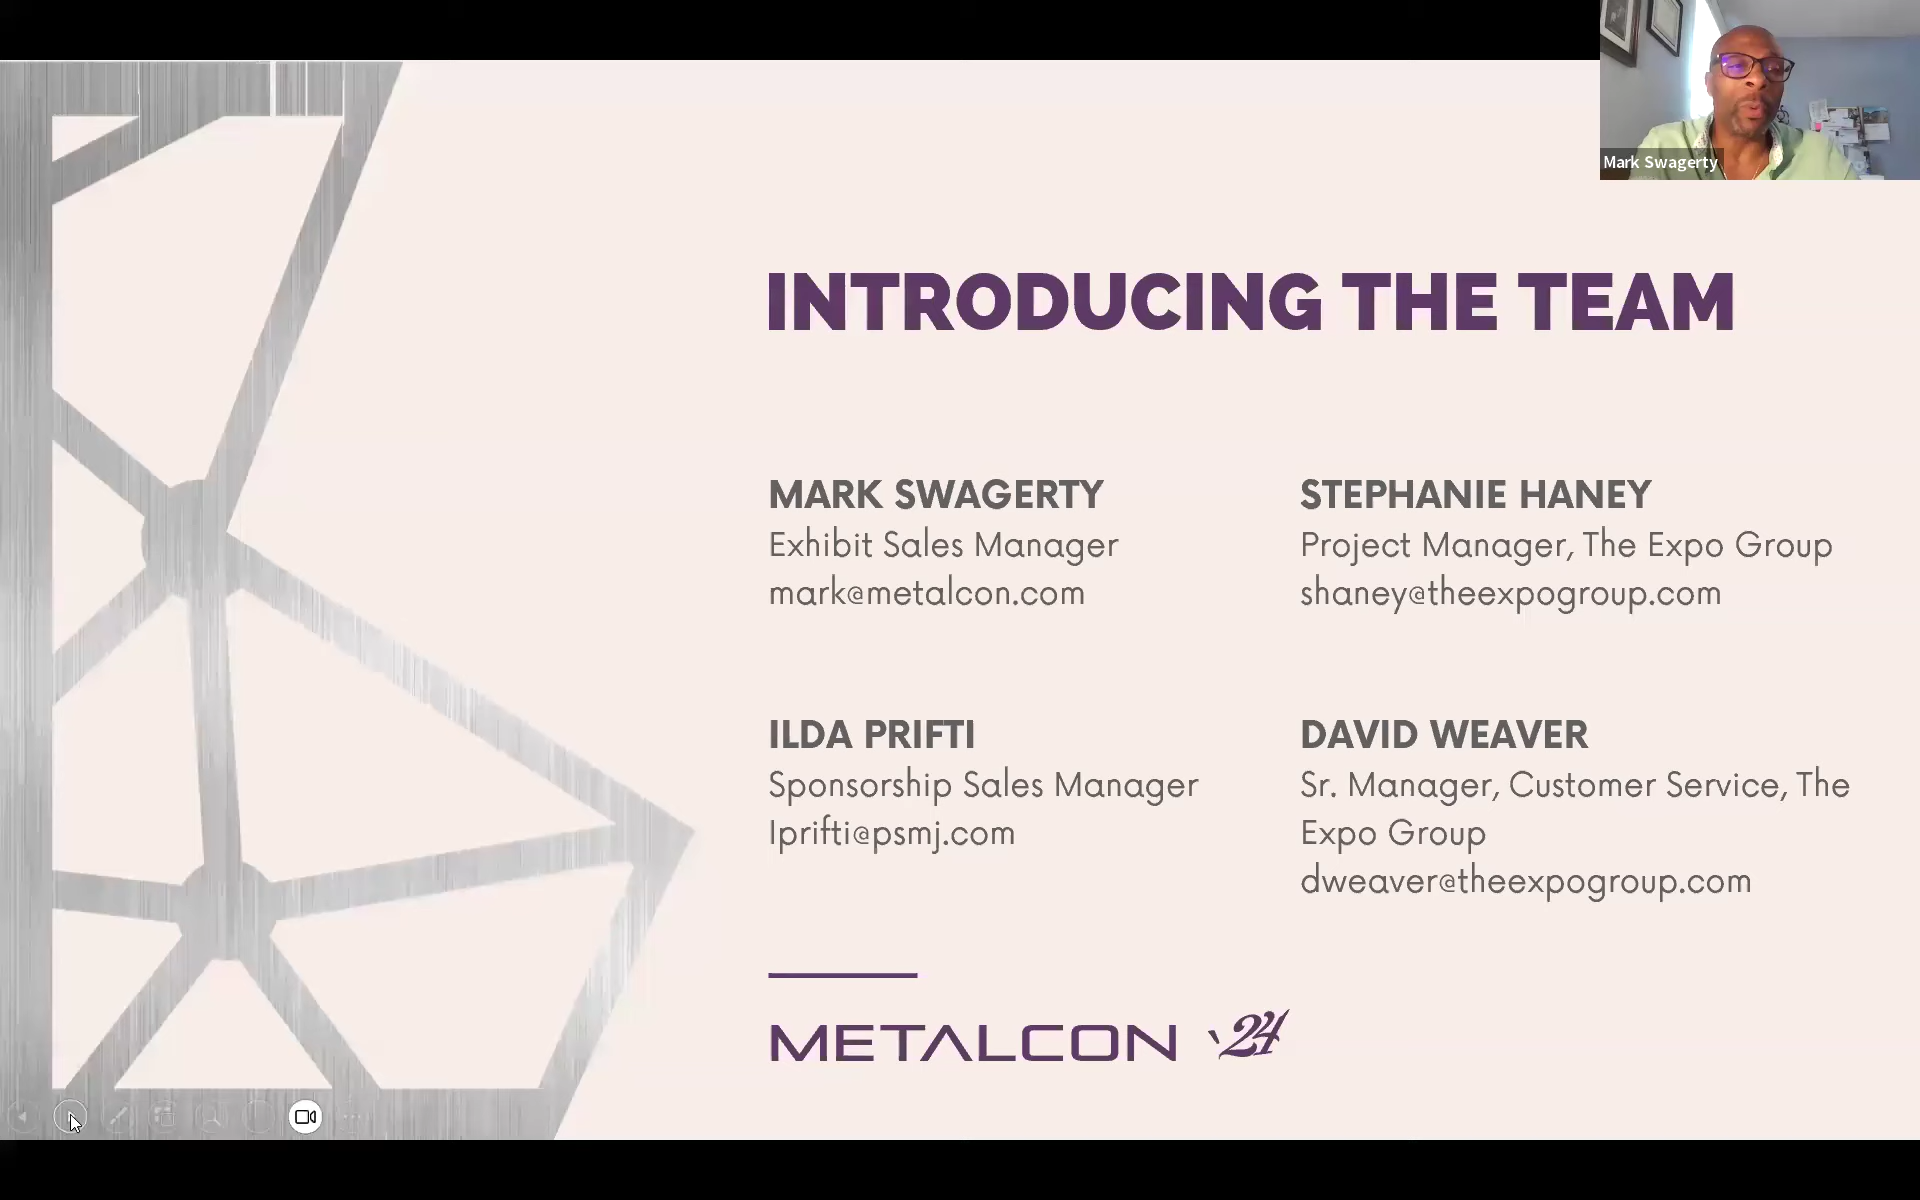 Mark Swagerty
INTRODUCING THE TEAM
MARK SWAGERTY
Exhibit Sales Manager
mark@metalcon.com
STEPHANIE HANEY
Project Manager, The Expo Group
shaney@theexpogroup.com
ILDA PRIFTI
Sponsorship Sales Manager
Iprifti@psmj.com
DAVID WEAVER
Sr. Manager, Customer Service, The
Expo Group
dweaver@theexpogroup.com
METALCON '24